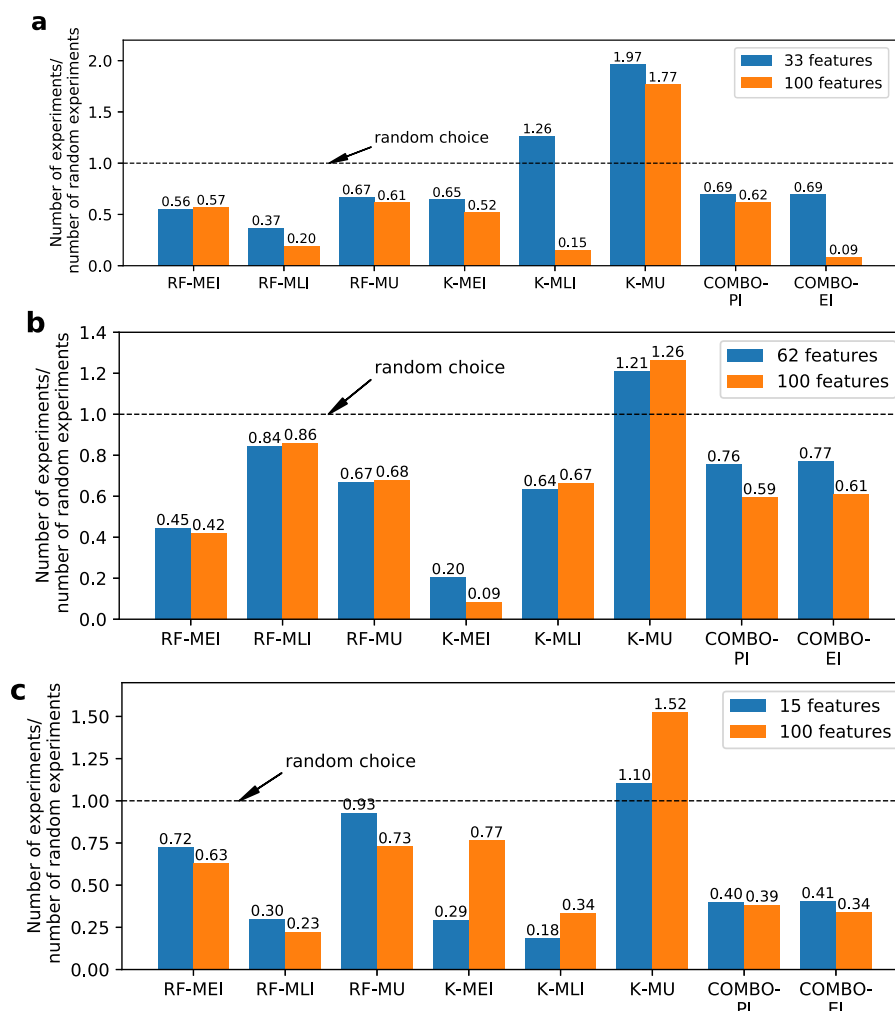 a
Number of experiments/
number of random experiments
2.0
1.5
1.0
0.5
0.0
33 features
100 features
random choice
0.56 0.57
0.37 0.20
0.67 0.61
0.65 0.52
1.26 0.15
1.97 1.77
0.69 0.62
0.69 0.09
RF-MEI RF-MLI RF-MU K-MEI K-MLI K-MU COMBO-PI COMBO-EI
b
Number of experiments/
number of random experiments
1.4
1.2
1.0
0.8
0.6
0.4
0.2
0.0
62 features
100 features
random choice
0.45 0.42
0.84 0.86
0.67 0.68
0.20 0.09
0.64 0.67
1.21 1.26
0.76 0.59
0.77 0.61
RF-MEI RF-MLI RF-MU K-MEI K-MLI K-MU COMBO-PI COMBO-EI
c
Number of experiments/
number of random experiments
1.50
1.25
1.00
0.75
0.50
0.25
0.00
15 features
100 features
random choice
0.72 0.63
0.30 0.23
0.93 0.73
0.29 0.77
0.18 0.34
1.10 1.52
0.40 0.39
0.41 0.34
RF-MEI RF-MLI RF-MU K-MEI K-MLI K-MU COMBO-PI COMBO-EI